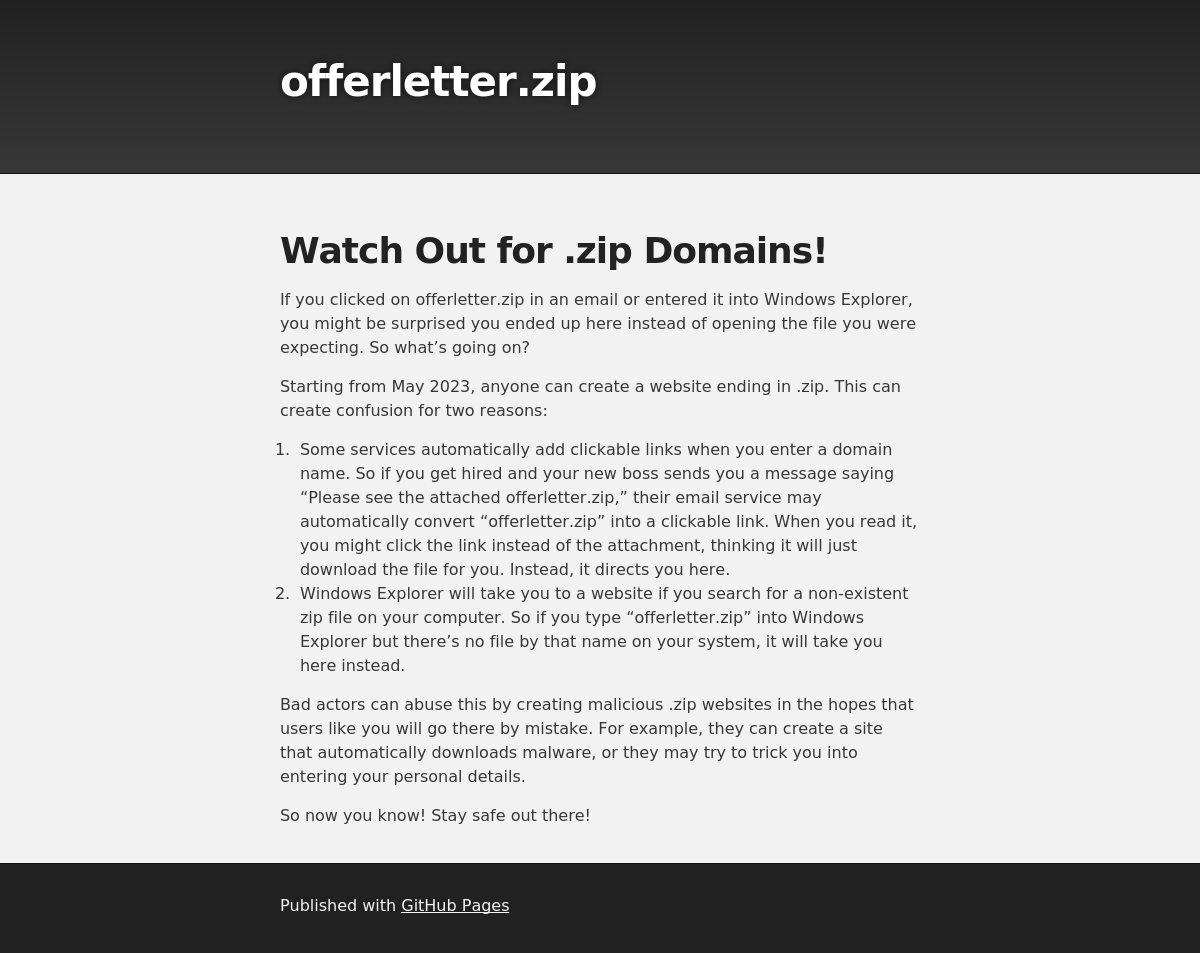 offerletter.zip
Watch Out for .zip Domains!
If you clicked on offerletter.zip in an email or entered it into Windows Explorer,
you might be surprised you ended up here instead of opening the file you were
expecting. So what’s going on?
Starting from May 2023, anyone can create a website ending in .zip. This can
create confusion for two reasons:
1. Some services automatically add clickable links when you enter a domain
name. So if you get hired and your new boss sends you a message saying
“Please see the attached offerletter.zip,” their email service may
automatically convert “offerletter.zip” into a clickable link. When you read it,
you might click the link instead of the attachment, thinking it will just
download the file for you. Instead, it directs you here.
2. Windows Explorer will take you to a website if you search for a non-existent
zip file on your computer. So if you type “offerletter.zip” into Windows
Explorer but there’s no file by that name on your system, it will take you
here instead.
Bad actors can abuse this by creating malicious .zip websites in the hopes that
users like you will go there by mistake. For example, they can create a site
that automatically downloads malware, or they may try to trick you into
entering your personal details.
So now you know! Stay safe out there!
Published with GitHub Pages